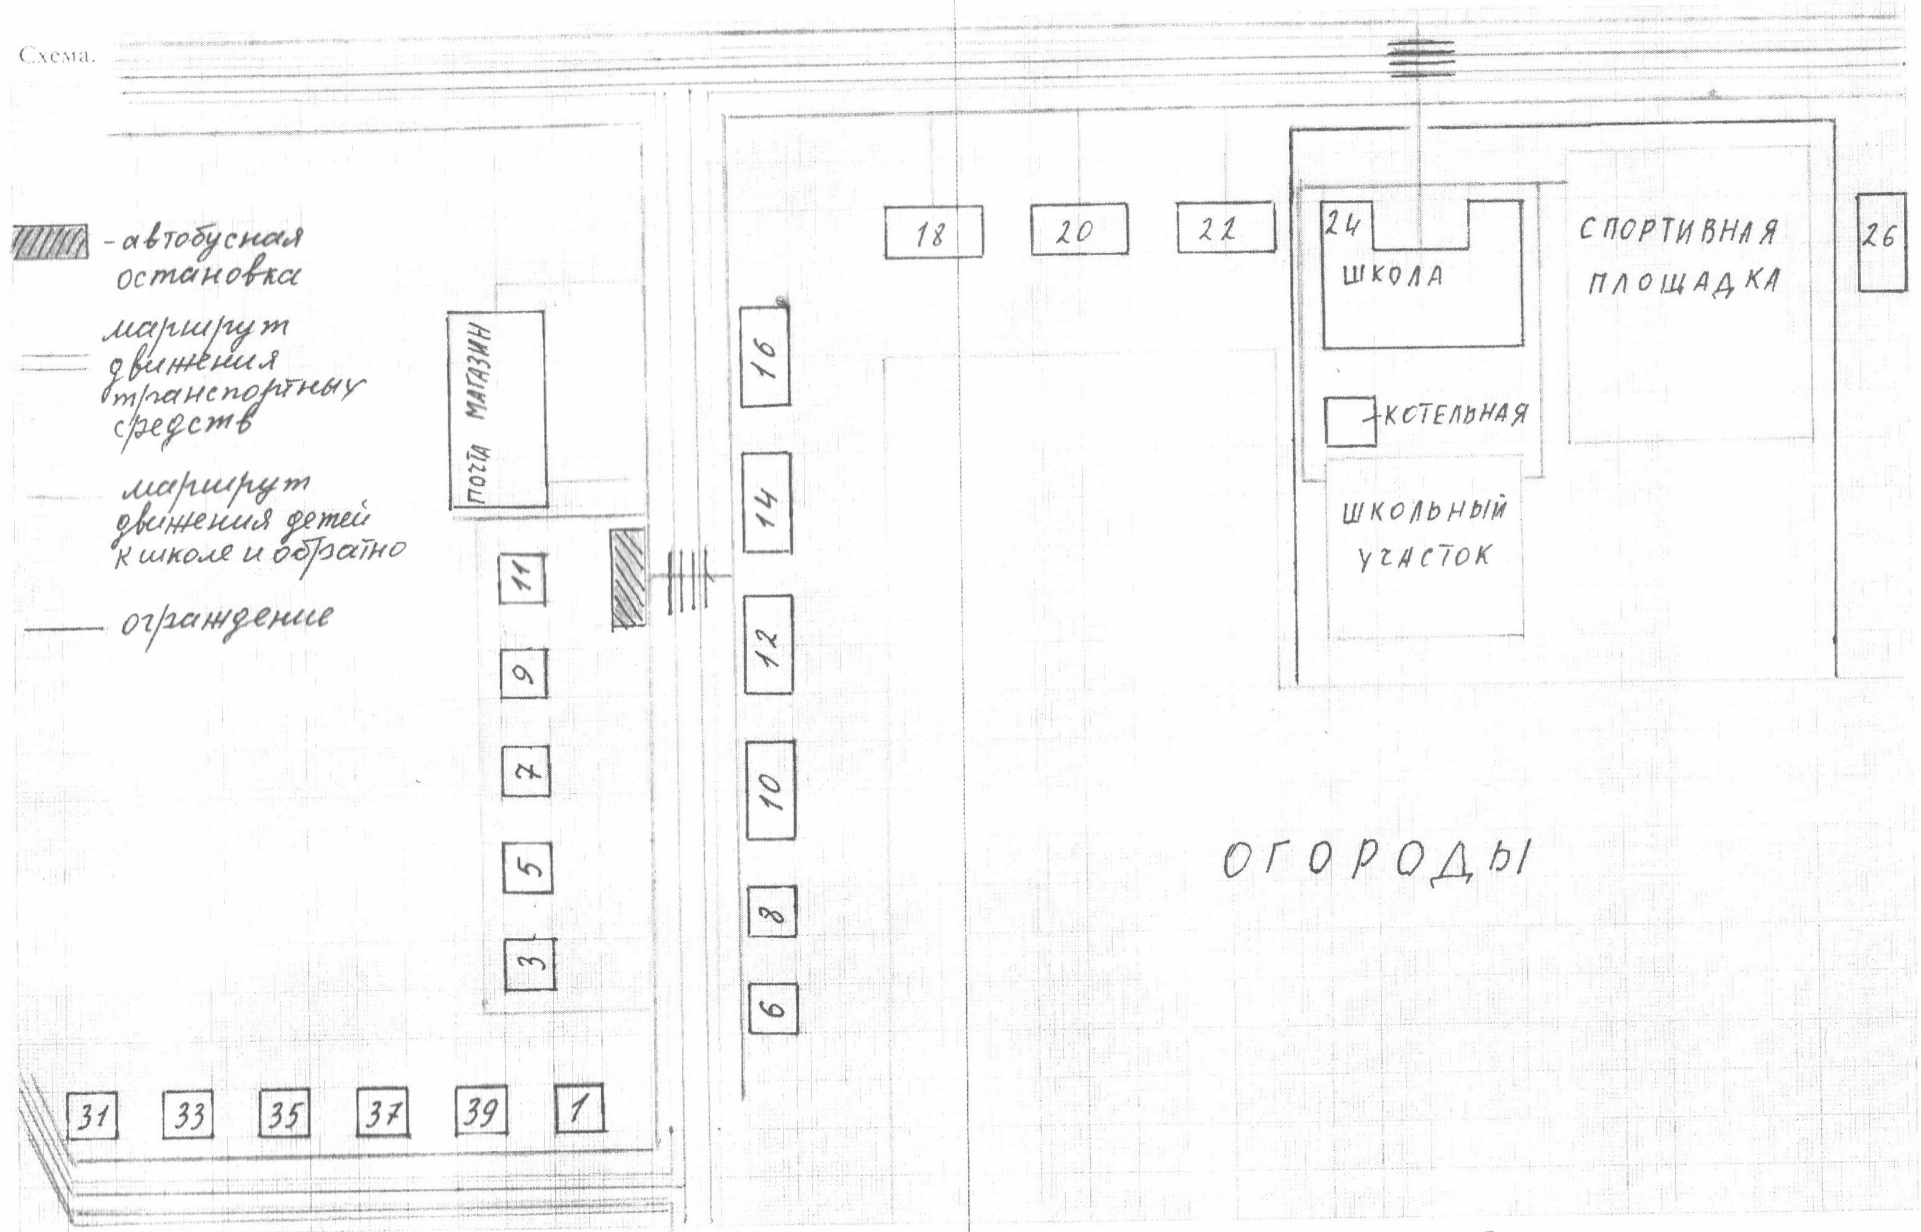 Схема.
- автобусная
остановка
маршрут
движения
транспортных
средств
маршрут
движения детей
к школе и обратно
ограждение
ПОЧТА МАГАЗИН
11
9
7
5
3
31
33
35
37
39
1
16
14
12
10
8
6
18
20
22
24
ШКОЛА
-КОТЕЛЬНАЯ
ШКОЛЬНЫЙ
УЧАСТОК
СПОРТИВНАЯ
ПЛОЩАДКА
26
ОГОРОДЫ